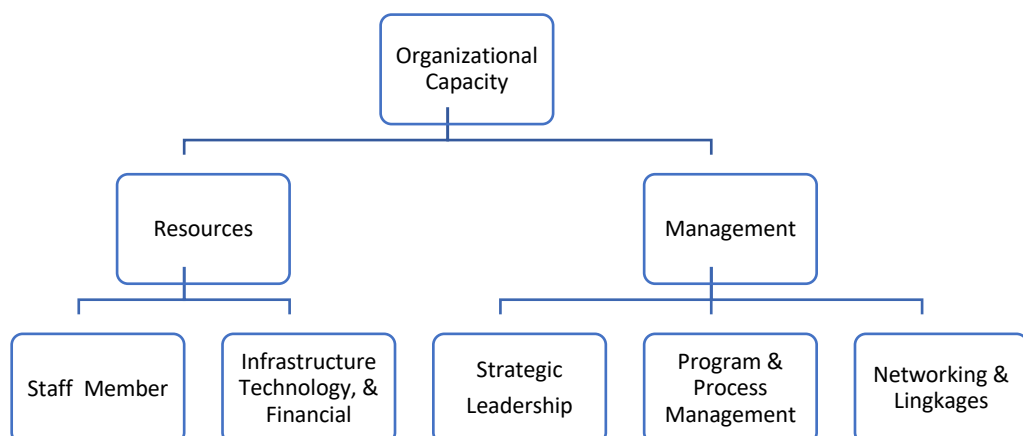 Organizational
Capacity
Resources
Management
Staff  Member
Infrastructure
Technology, &
Financial
Strategic
Leadership
Program &
Process
Management
Networking &
Lingkages